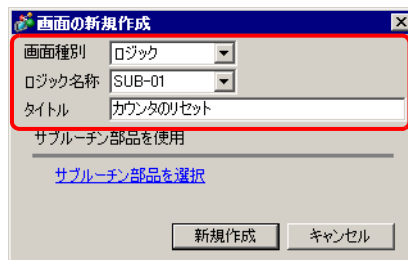 画面の新規作成
画面種別 ロジック
ロジック名称 SUB-01
タイトル カウンタのリセット
サブルーチン部品を使用
サブルーチン部品を選択
新規作成 キャンセル